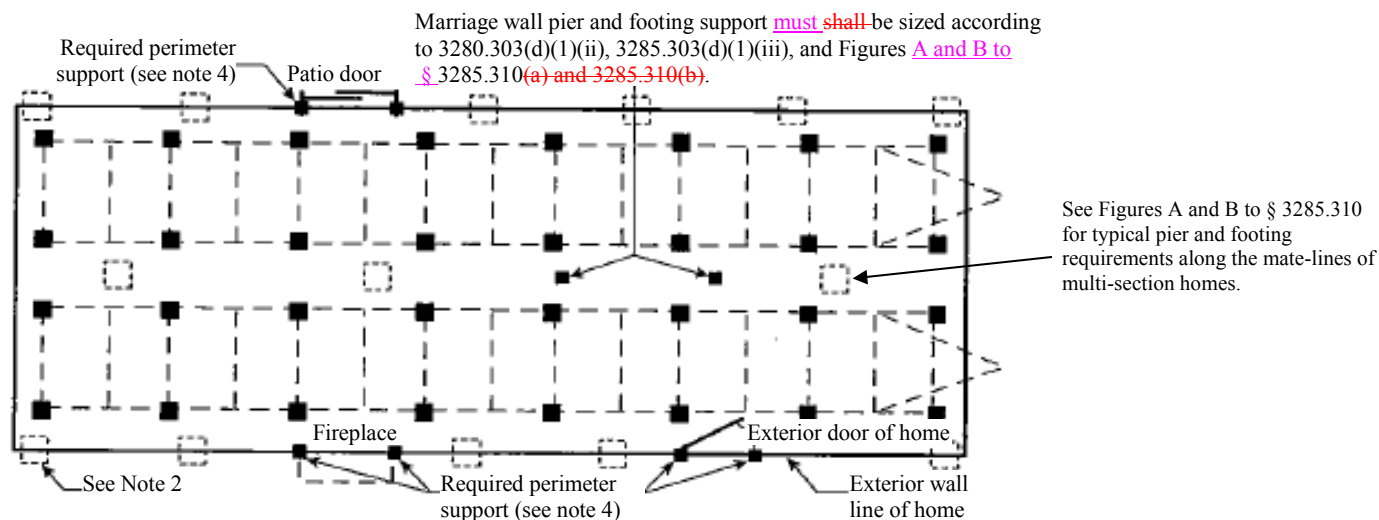 Marriage wall pier and footing support must shall be sized according
to 3280.303(d)(1)(ii), 3285.303(d)(1)(iii), and Figures A and B to
§ 3285.310(a) and 3285.310(b).
Required perimeter
support (see note 4)
Patio door
See Figures A and B to § 3285.310
for typical pier and footing
requirements along the mate-lines of
multi-section homes.
Fireplace
Exterior door of home
See Note 2
Required perimeter
support (see note 4)
Exterior wall
line of home